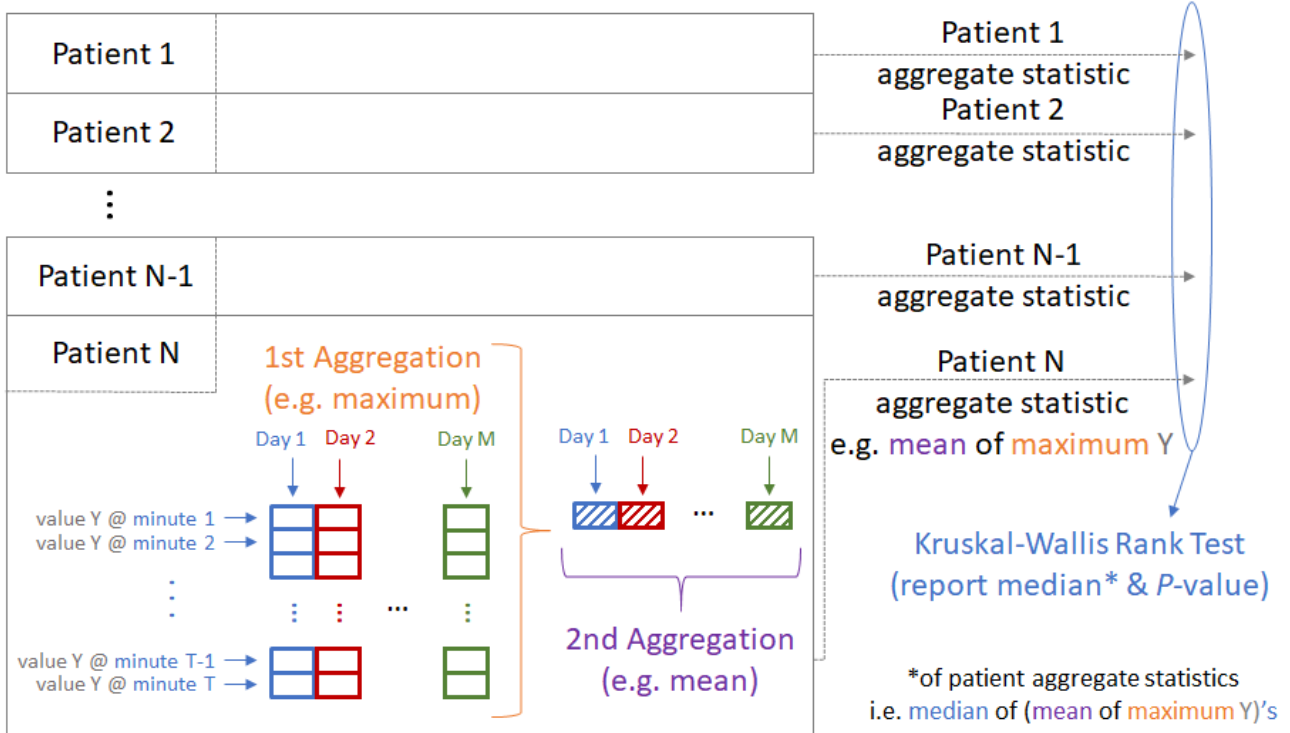 Patient 1
Patient 1
aggregate statistic
Patient 2
Patient 2
aggregate statistic
⋮
Patient N-1
Patient N-1
aggregate statistic
Patient N
Patient N
aggregate statistic
e.g. mean of maximum Y
1st Aggregation
(e.g. maximum)
Day 1 Day 2 Day M
Day 1 Day 2 Day M
value Y @ minute 1
value Y @ minute 2
⋮
⋮ ⋮ ... ⋮
...
value Y @ minute T-1
value Y @ minute T
2nd Aggregation
(e.g. mean)
Kruskal-Wallis Rank Test
(report median* & P-value)
*of patient aggregate statistics
i.e. median of (mean of maximum Y)'s